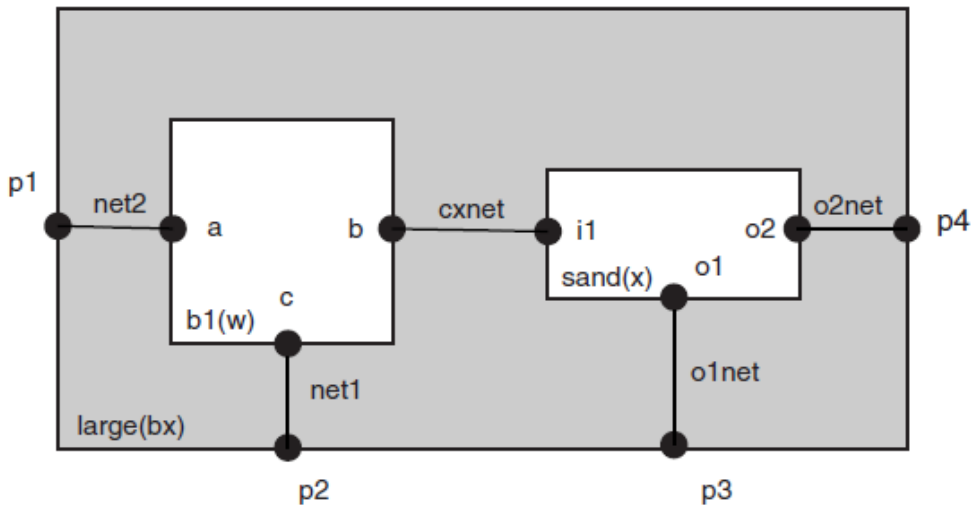 p1
net2
a
b
cxnet
i1
o2
o2net
p4
c
b1(w)
sand(x)
o1
net1
o1net
large(bx)
p2
p3